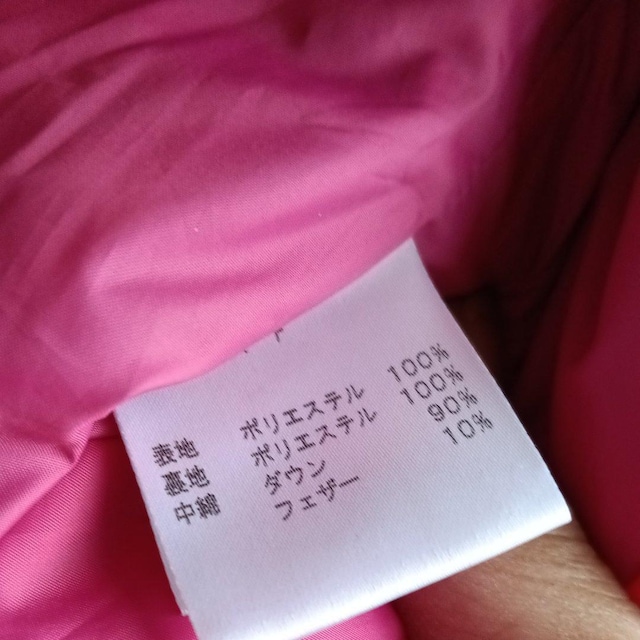 表地 ポリエステル 100%
裏地 ポリエステル 100%
中綿 ダウン 90%
フェザー 10%